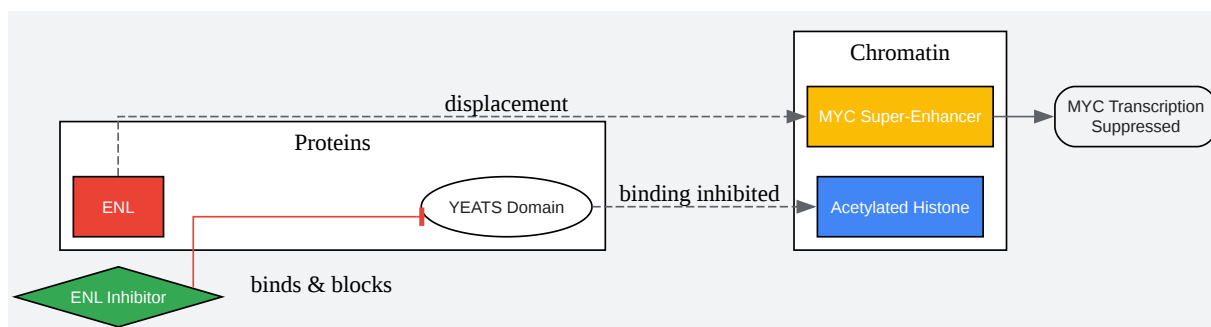 Chromatin
displacement
MYC Super-Enhancer
MYC Transcription
Suppressed
Proteins
ENL
YEATS Domain
binding inhibited
Acetylated Histone
binds & blocks
ENL Inhibitor